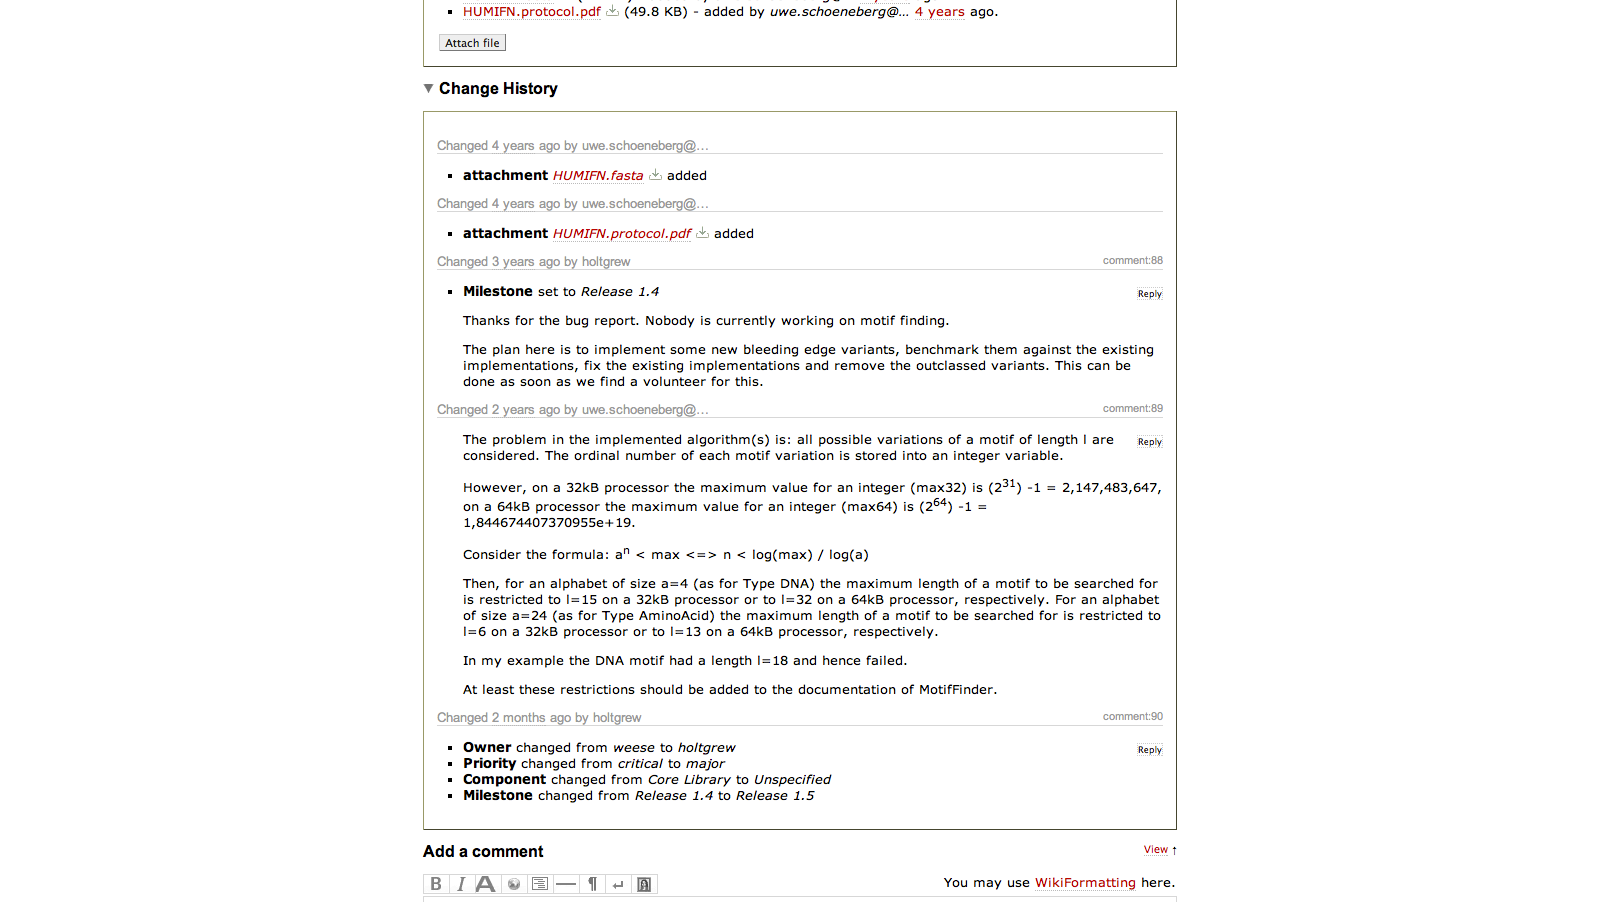 HUMIFN.protocol.pdf (49.8 KB) - added by uwe.schoeneberg@… 4 years ago.
Attach file
▼ Change History
Changed 4 years ago by uwe.schoeneberg@…
▪ attachment HUMIFN.fasta added
Changed 4 years ago by uwe.schoeneberg@…
▪ attachment HUMIFN.protocol.pdf added
Changed 3 years ago by holtgrew comment:88
▪ Milestone set to Release 1.4 Reply
Thanks for the bug report. Nobody is currently working on motif finding.
The plan here is to implement some new bleeding edge variants, benchmark them against the existing
implementations, fix the existing implementations and remove the outclassed variants. This can be
done as soon as we find a volunteer for this.
Changed 2 years ago by uwe.schoeneberg@… comment:89
The problem in the implemented algorithm(s) is: all possible variations of a motif of length l are Reply
considered. The ordinal number of each motif variation is stored into an integer variable.
However, on a 32kB processor the maximum value for an integer (max32) is (2^31) -1 = 2,147,483,647,
on a 64kB processor the maximum value for an integer (max64) is (2^64) -1 =
1,844674407370955e+19.
Consider the formula: a^n < max <=> n < log(max) / log(a)
Then, for an alphabet of size a=4 (as for Type DNA) the maximum length of a motif to be searched for
is restricted to l=15 on a 32kB processor or to l=32 on a 64kB processor, respectively. For an alphabet
of size a=24 (as for Type AminoAcid) the maximum length of a motif to be searched for is restricted to
l=6 on a 32kB processor or to l=13 on a 64kB processor, respectively.
In my example the DNA motif had a length l=18 and hence failed.
At least these restrictions should be added to the documentation of MotifFinder.
Changed 2 months ago by holtgrew comment:90
▪ Owner changed from weese to holtgrew Reply
▪ Priority changed from critical to major
▪ Component changed from Core Library to Unspecified
▪ Milestone changed from Release 1.4 to Release 1.5
Add a comment View ↑
B I A ¶ You may use WikiFormatting here.